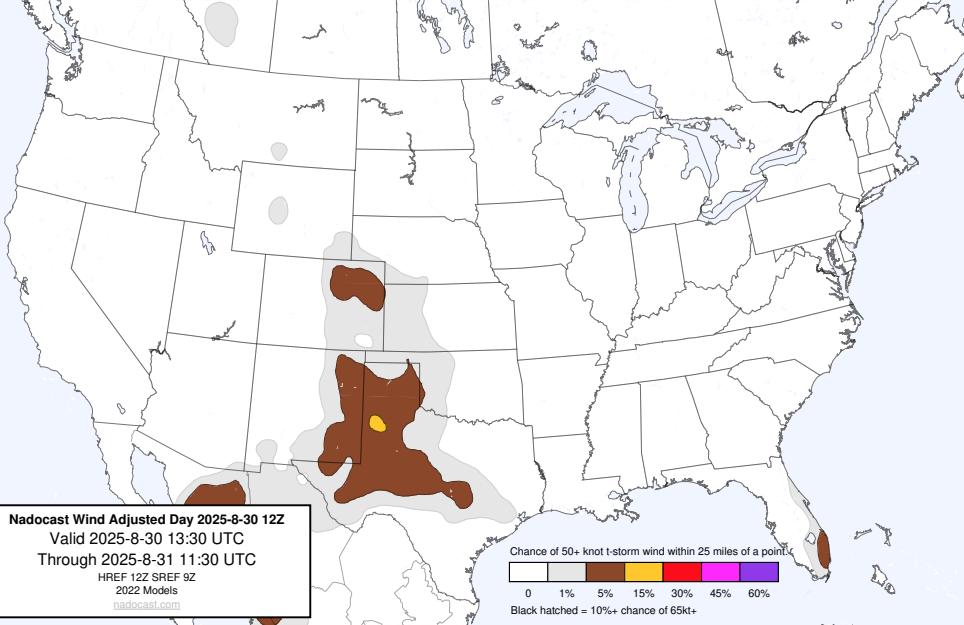 Nadocast Wind Adjusted Day 2025-8-30 12Z
Valid 2025-8-30 13:30 UTC
Through 2025-8-31 11:30 UTC
HREF 12Z SREF 9Z
2022 Models
nadocast.com
Chance of 50+ knot t-storm wind within 25 miles of a point.
0 1% 5% 15% 30% 45% 60%
Black hatched = 10%+ chance of 65kt+